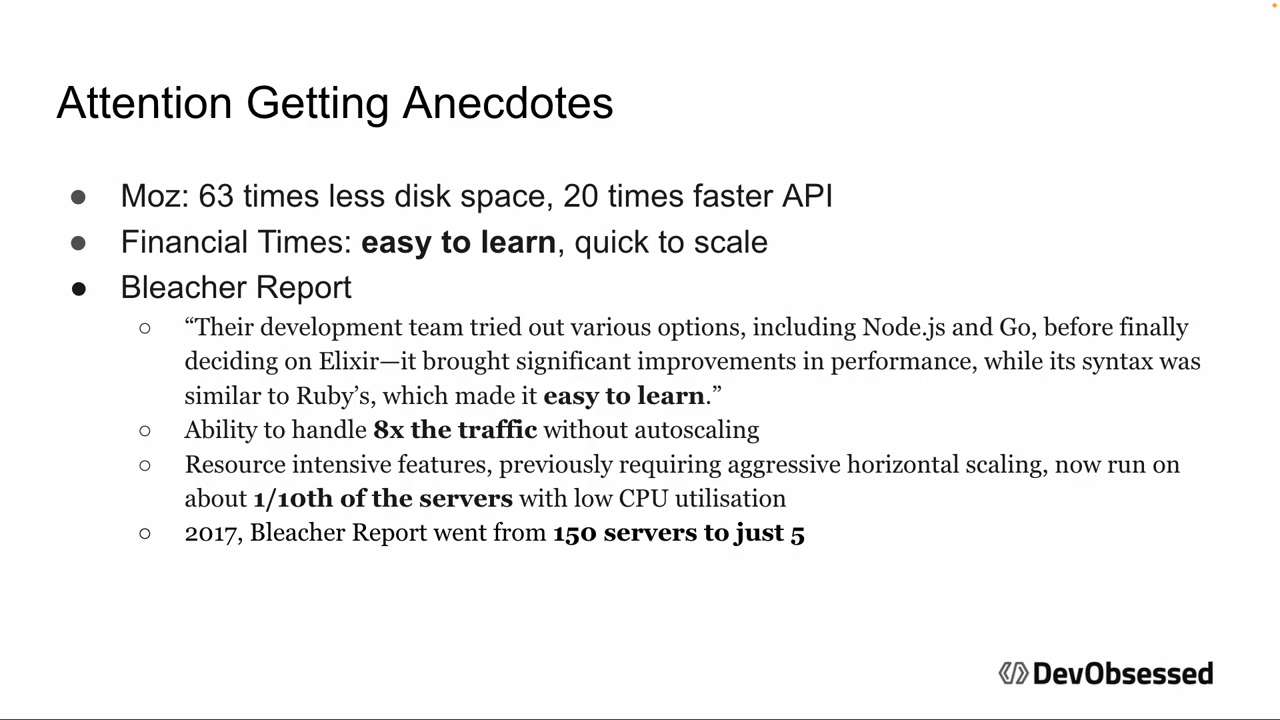 Attention Getting Anecdotes
● Moz: 63 times less disk space, 20 times faster API
● Financial Times: easy to learn, quick to scale
● Bleacher Report
○ “Their development team tried out various options, including Node.js and Go, before finally
deciding on Elixir—it brought significant improvements in performance, while its syntax was
similar to Ruby’s, which made it easy to learn.”
○ Ability to handle 8x the traffic without autoscaling
○ Resource intensive features, previously requiring aggressive horizontal scaling, now run on
about 1/10th of the servers with low CPU utilisation
○ 2017, Bleacher Report went from 150 servers to just 5
DevObsessed